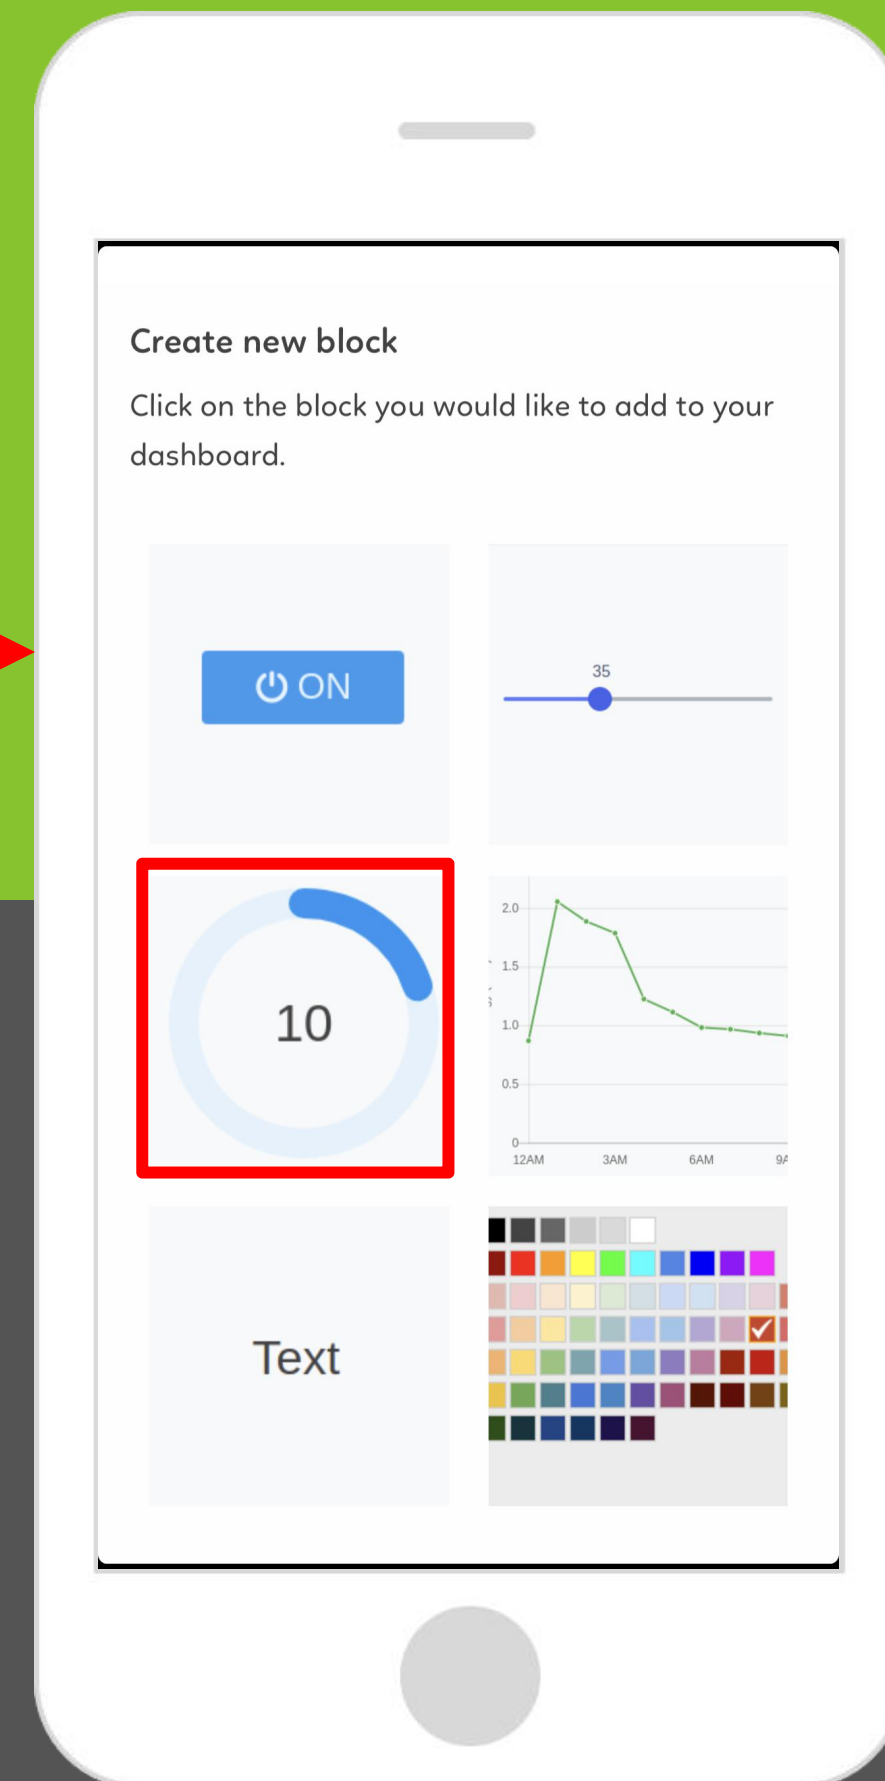 Create new block
Click on the block you would like to add to your
dashboard.
ON
35
10
2.0
1.5
1.0
0.5
0
12AM 3AM 6AM 9A
Text